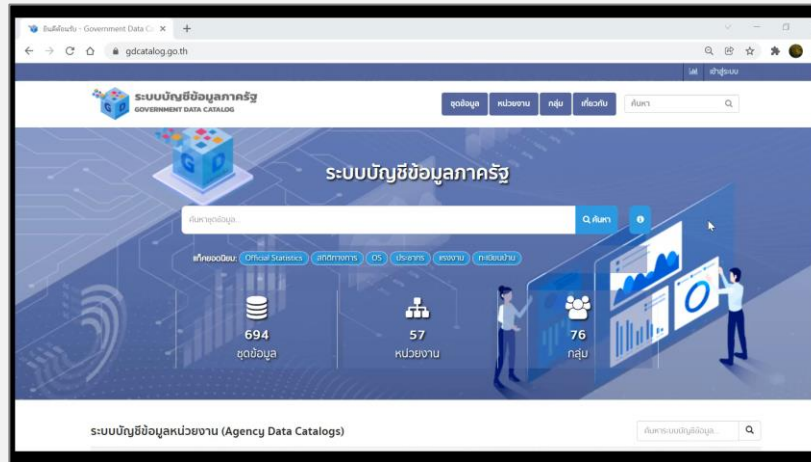 ยินดีต้อนรับ - Government Data C
gdcatalog.go.th
เข้าสู่ระบบ
ระบบบัญชีข้อมูลภาครัฐ
GOVERNMENT DATA CATALOG
ชุดข้อมูล หน่วยงาน กลุ่ม เกี่ยวกับ ค้นหา
G D
ระบบบัญชีข้อมูลภาครัฐ
ค้นหาชุดข้อมูล... ค้นหา
แท็คยอดนิยม: Official Statistics สถิติทางการ OS ประชากร แรงงาน ทะเบียนบ้าน
694 57 76
ชุดข้อมูล หน่วยงาน กลุ่ม
ระบบบัญชีข้อมูลหน่วยงาน (Agency Data Catalogs) ค้นหาระบบบัญชีข้อมูล...